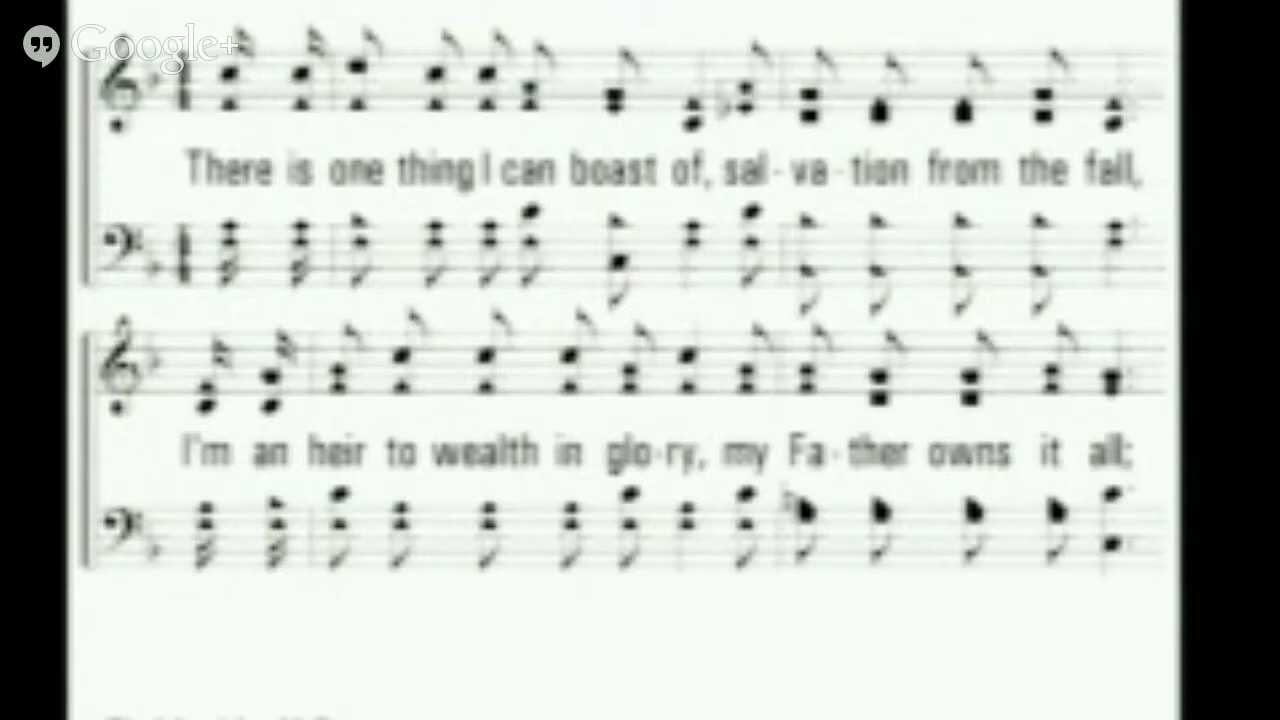 Google+
There is one thing I can boast of, sal-va-tion from the fall,
I'm an heir to wealth in glo-ry, my Fa-ther owns it all;